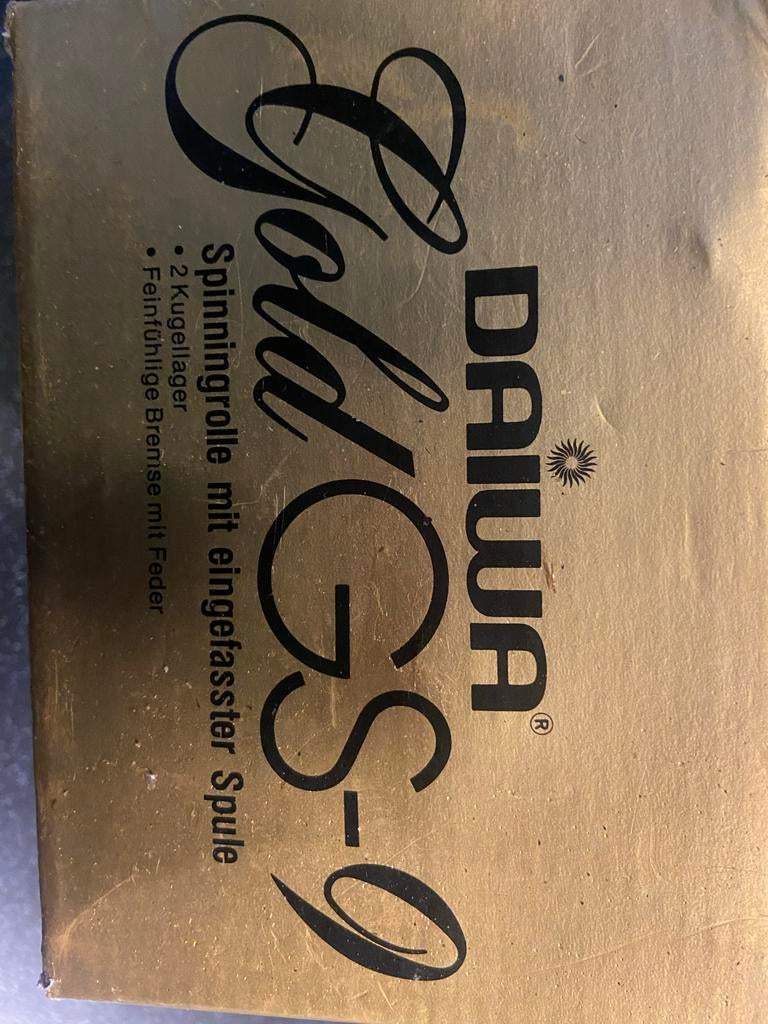 DAIWA®
Gold/GS-9
Spinningrolle mit eingefasster Spule
• 2 Kugellager
• Feinfühlige Bremse mit Feder